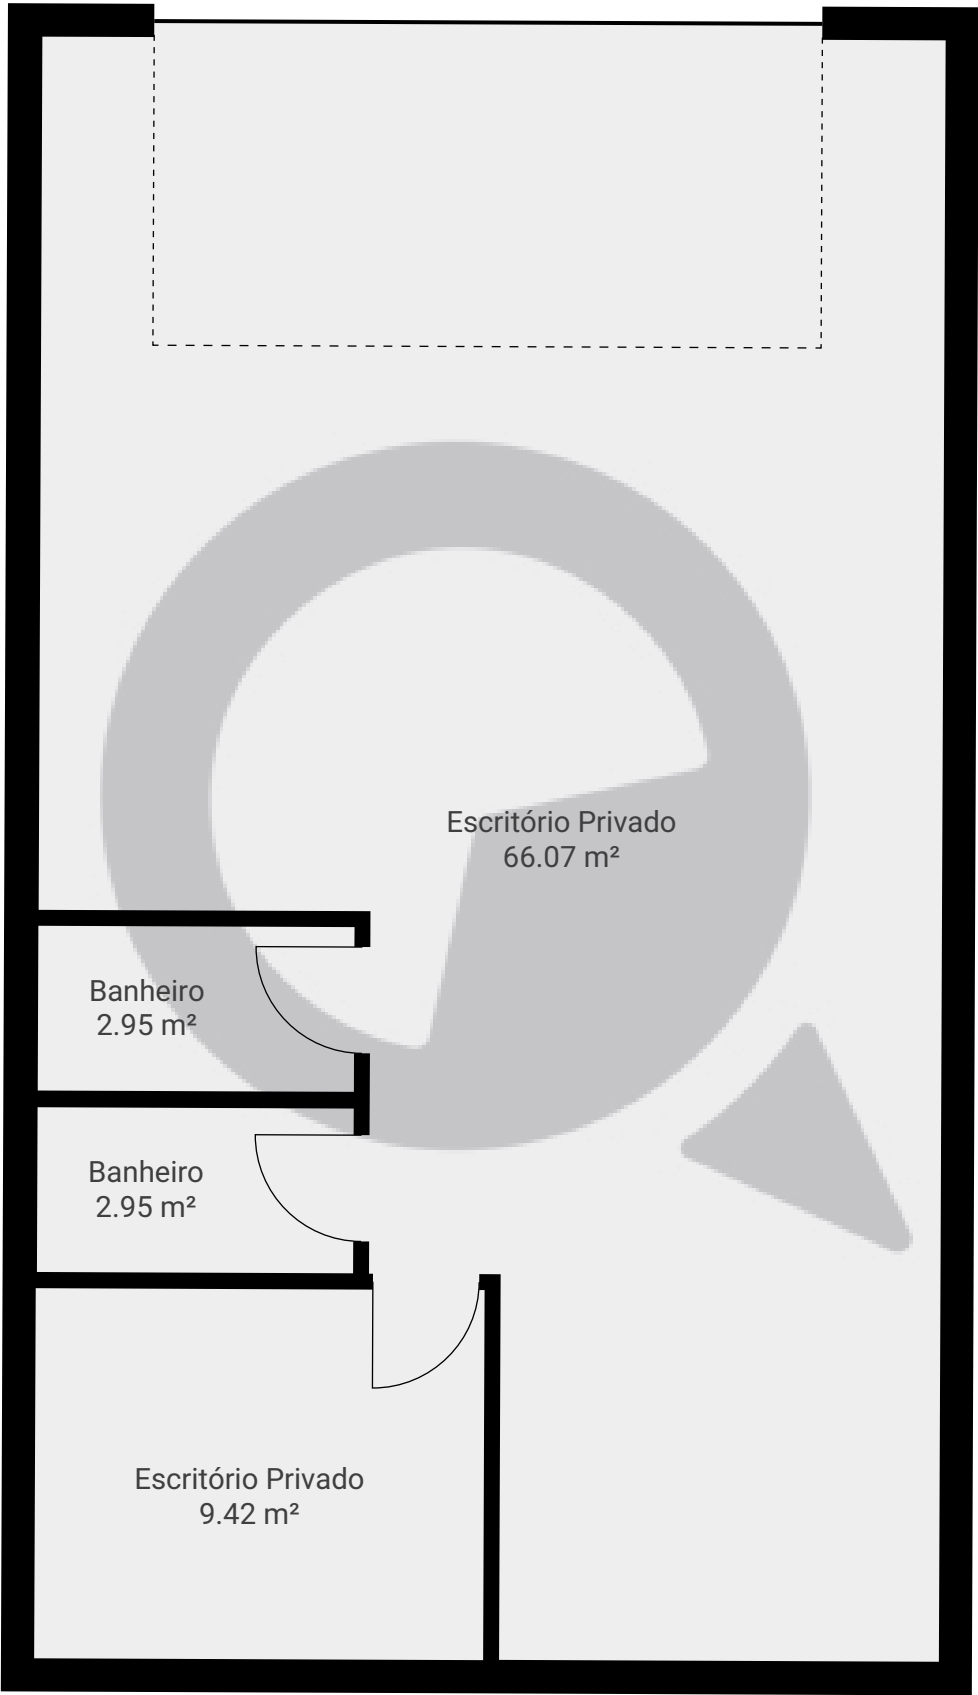 Escritório Privado
66.07 m²
Banheiro
2.95 m²
Banheiro
2.95 m²
Escritório Privado
9.42 m²